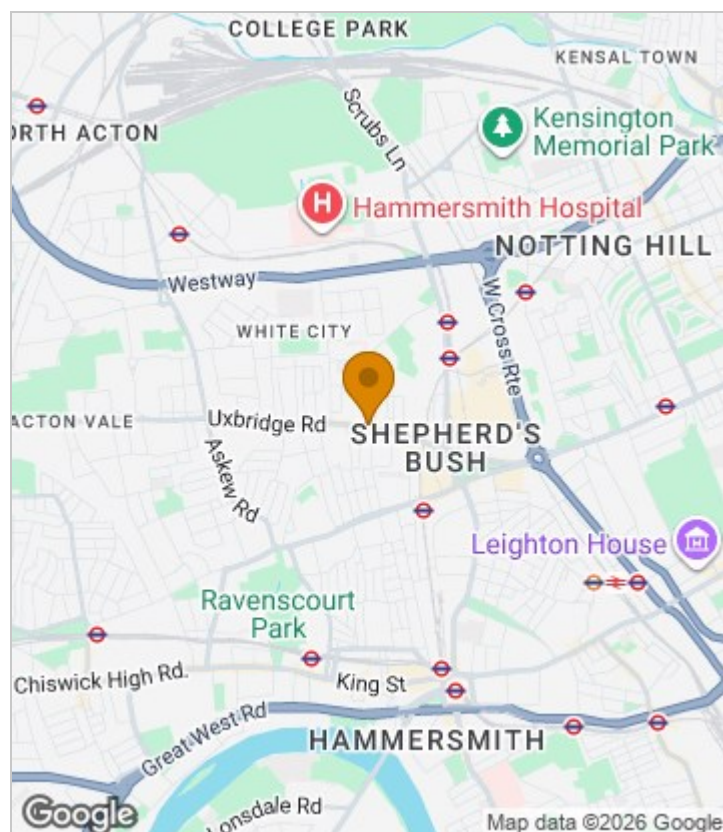 COLLEGE PARK
KENSAL TOWN
Scrubs Ln
Kensington
Memorial Park
ORTH ACTON
H
Hammersmith Hospital
NOTTING HILL
Westway
W Cross Rte
WHITE CITY
ACTON VALE
Uxbridge Rd
SHEPHERD'S
BUSH
Askew Rd
Leighton House
Ravenscourt
Park
Chiswick High Rd.
King St
Great West Rd
HAMMERSMITH
Lonsdale Rd
Google
Map data ©2026 Google